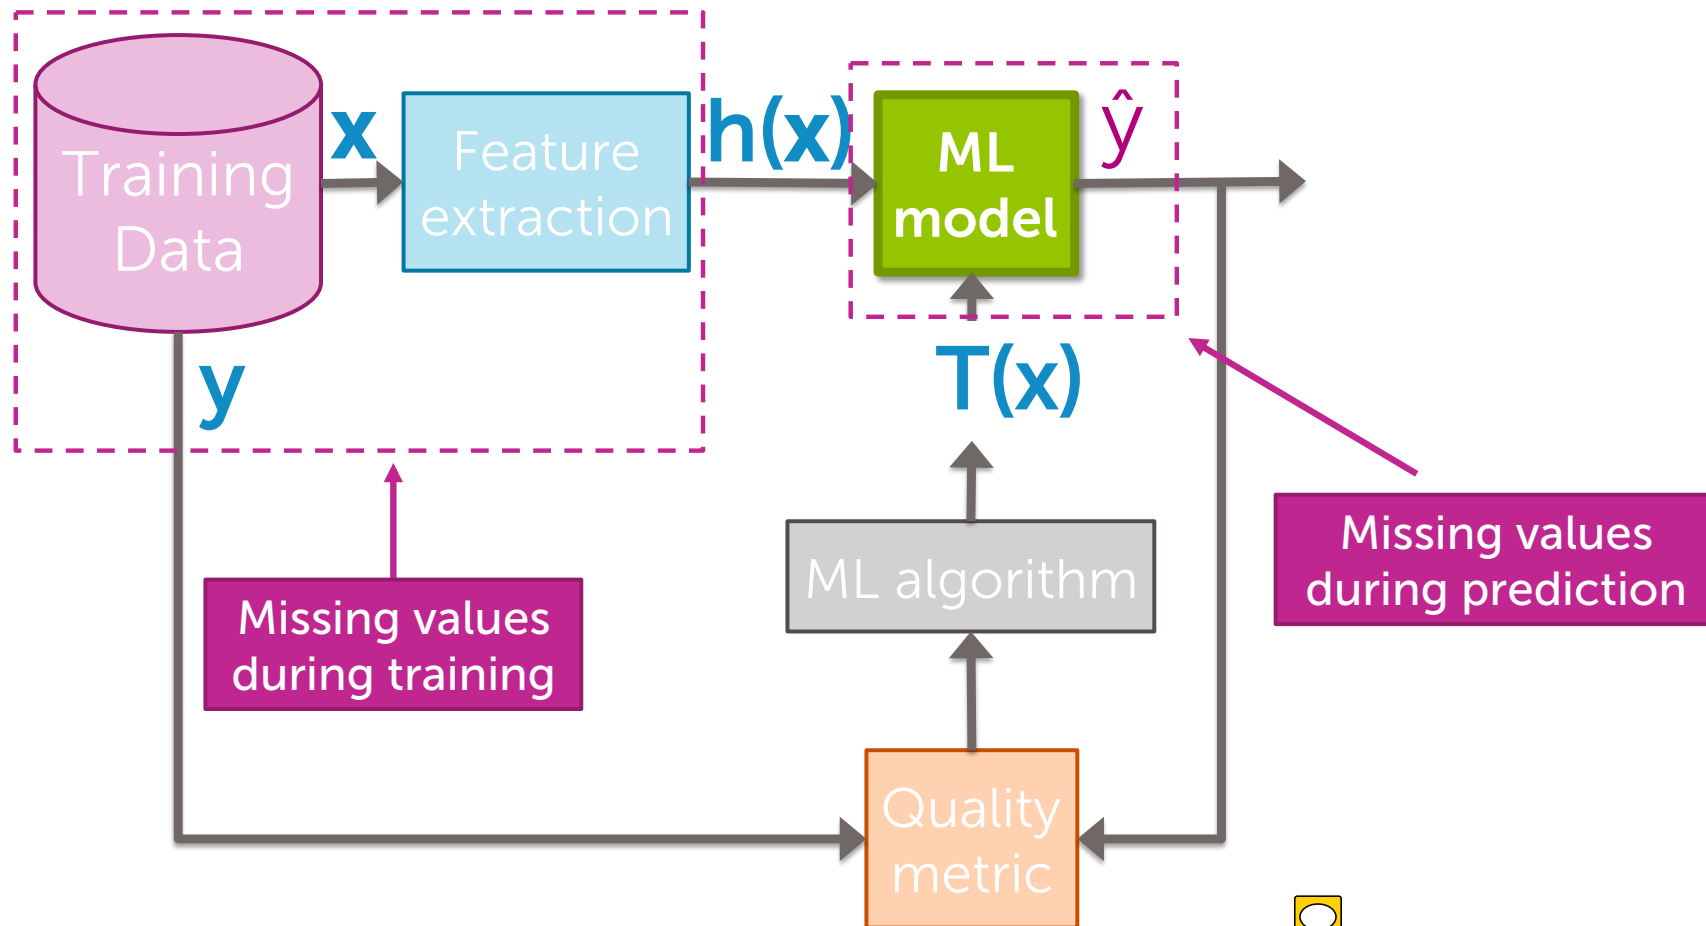 Training
Data
x
Feature
extraction
h(x)
ML
model
ŷ
y
T(x)
ML algorithm
Quality
metric
Missing values
during training
Missing values
during prediction